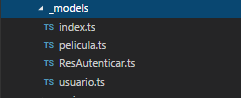 _models
TS index.ts
TS pelicula.ts
TS ResAutenticar.ts
TS usuario.ts